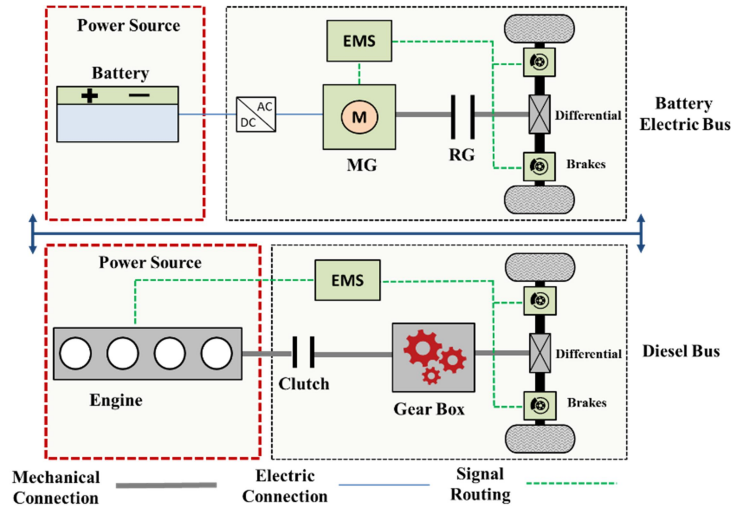 Power Source
Battery
+ −
AC
DC
EMS
M
MG
RG
Differential
Brakes
Battery
Electric Bus
Power Source
Engine
Clutch
EMS
Gear Box
Differential
Brakes
Diesel Bus
Mechanical
Connection
Electric
Connection
Signal
Routing